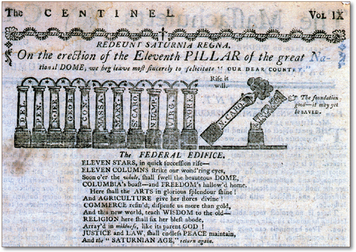 The CENTINEL. Vol. IX
REDEUNT SATURNIA REGNA.
On the erection of the Eleventh PILLAR of the great Na-
tional DOME, we beg leave most sincerely to felicitate "OUR DEAR COUNTRY."
Rise it
will.
The foundation
good—it may yet
be SAVED.
The FEDERAL EDIFICE.
ELEVEN STARS, in quick succession rise—
ELEVEN COLUMNS strike our wond'ring eyes,
Soon o'er the whole, shall swell the beauteous DOME,
COLUMBIA's boast—and FREEDOM's hallow'd home.
Here shall the ARTS in glorious splendour shine!
And AGRICULTURE give her stores divine!
COMMERCE refin'd, dispense us more than gold,
And this new world, teach WISDOM to the old—
RELIGION here shall fix her blest abode,
Array'd in mildness, like its parent GOD!
JUSTICE and LAW, shall endless PEACE maintain,
And the "SATURNIAN AGE," return again.